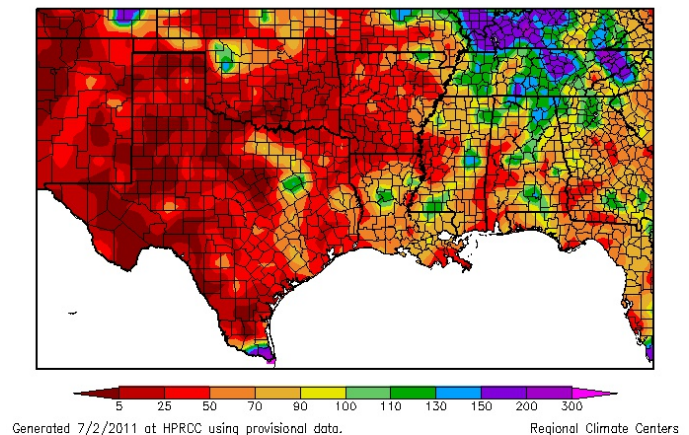 5 25 50 70 90 100 110 130 150 200 300
Generated 7/2/2011 at HPRCC using provisional data. Regional Climate Centers